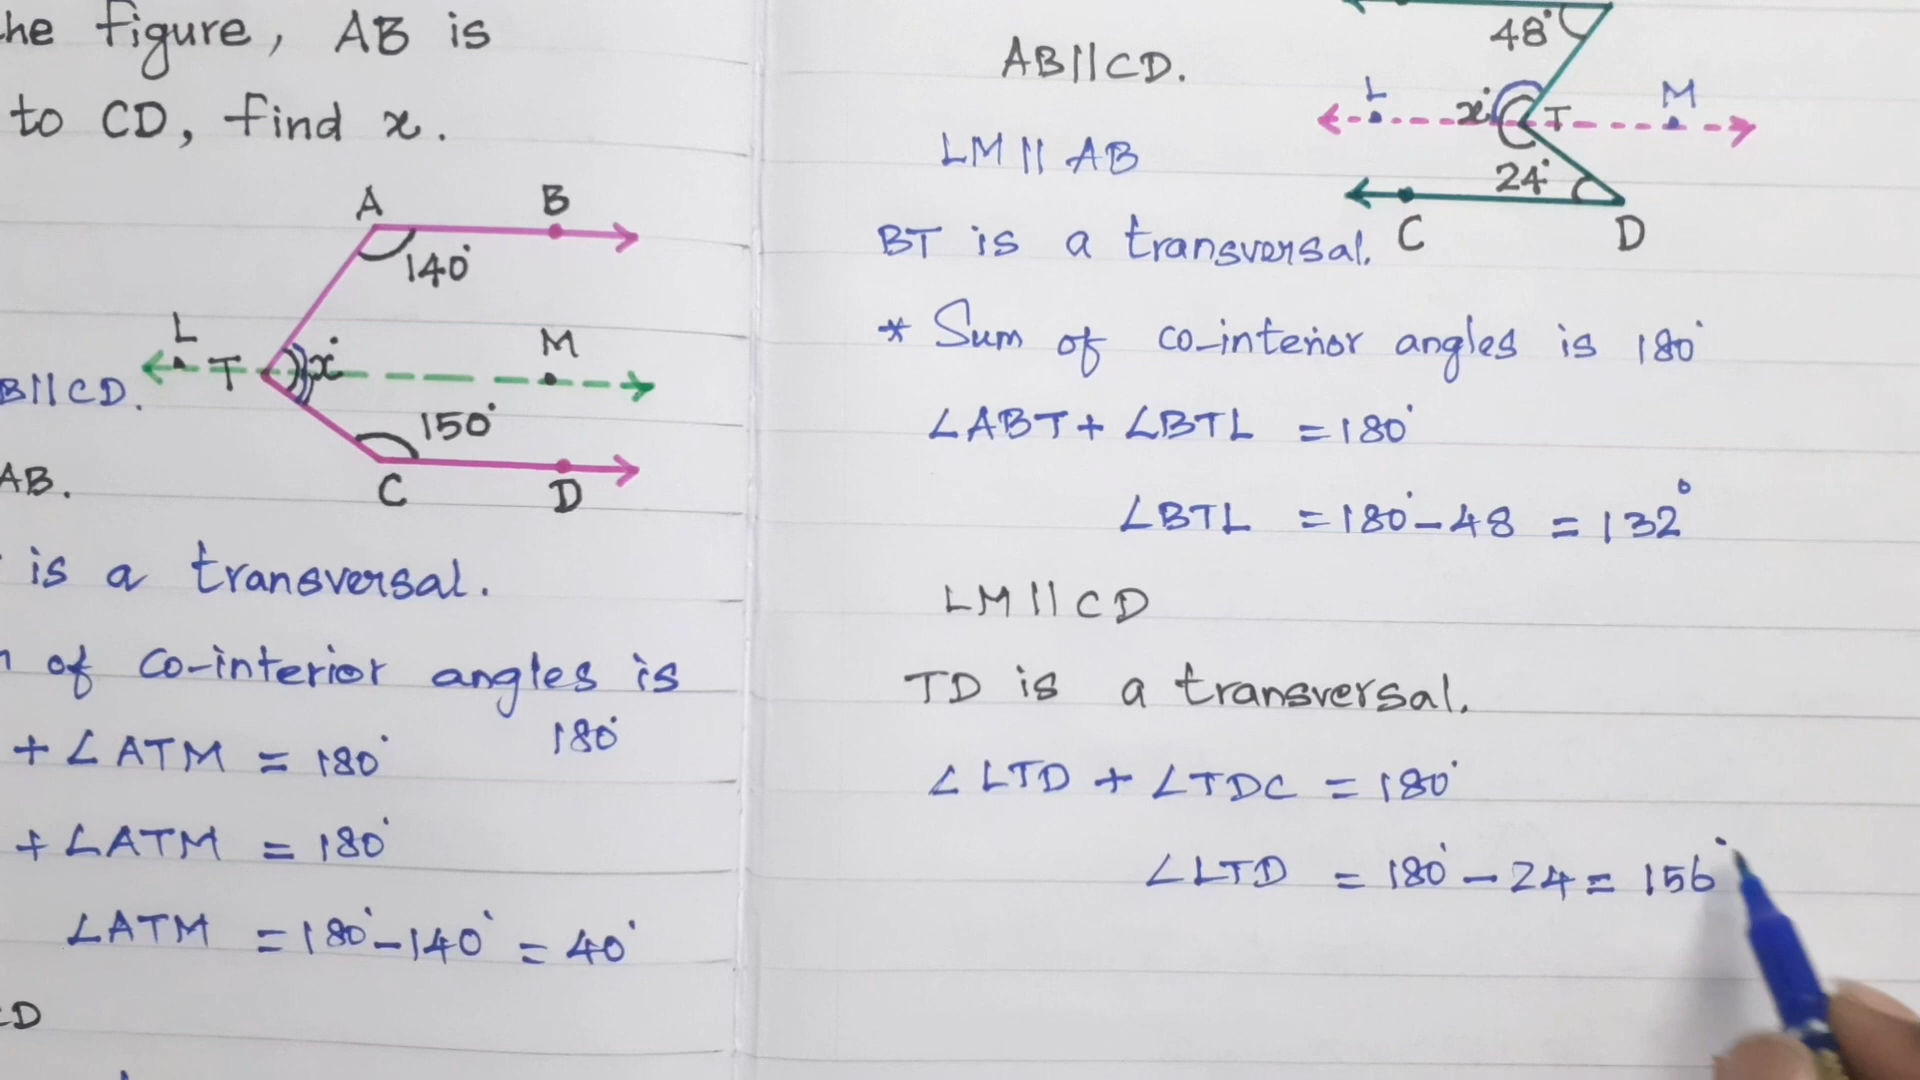 figure, AB is
to CD, find x.
A B
140°
L M
T x°
B||CD.
150°
C D
AB.
is a transversal.
of co-interior angles is
180°
+ ∠ATM = 180°
+ ∠ATM = 180°
∠ATM = 180° - 140° = 40°
48°
AB||CD.
L M
x° T
LM || AB
24°
BT is a transversal.
C D
* Sum of co-interior angles is 180°
∠ABT + ∠BTL = 180°
∠BTL = 180° - 48 = 132°
LM || CD
TD is a transversal.
∠LTD + ∠TDC = 180°
∠LTD = 180° - 24 = 156°